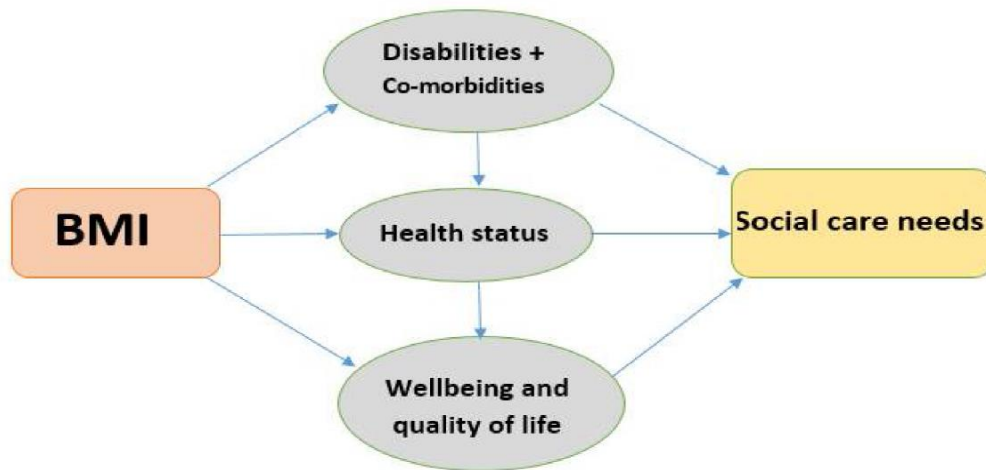 Disabilities +
Co-morbidities
BMI
Health status
Social care needs
Wellbeing and
quality of life